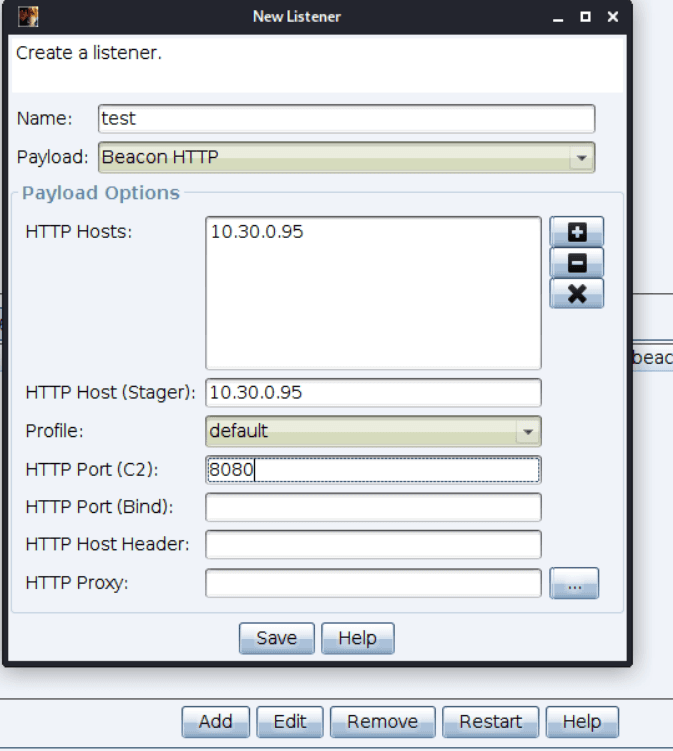 New Listener
Create a listener.
Name: test
Payload: Beacon HTTP
Payload Options
HTTP Hosts: 10.30.0.95
HTTP Host (Stager): 10.30.0.95
Profile: default
HTTP Port (C2): 8080
HTTP Port (Bind):
HTTP Host Header:
HTTP Proxy: ...
Save Help
beac
Add Edit Remove Restart Help